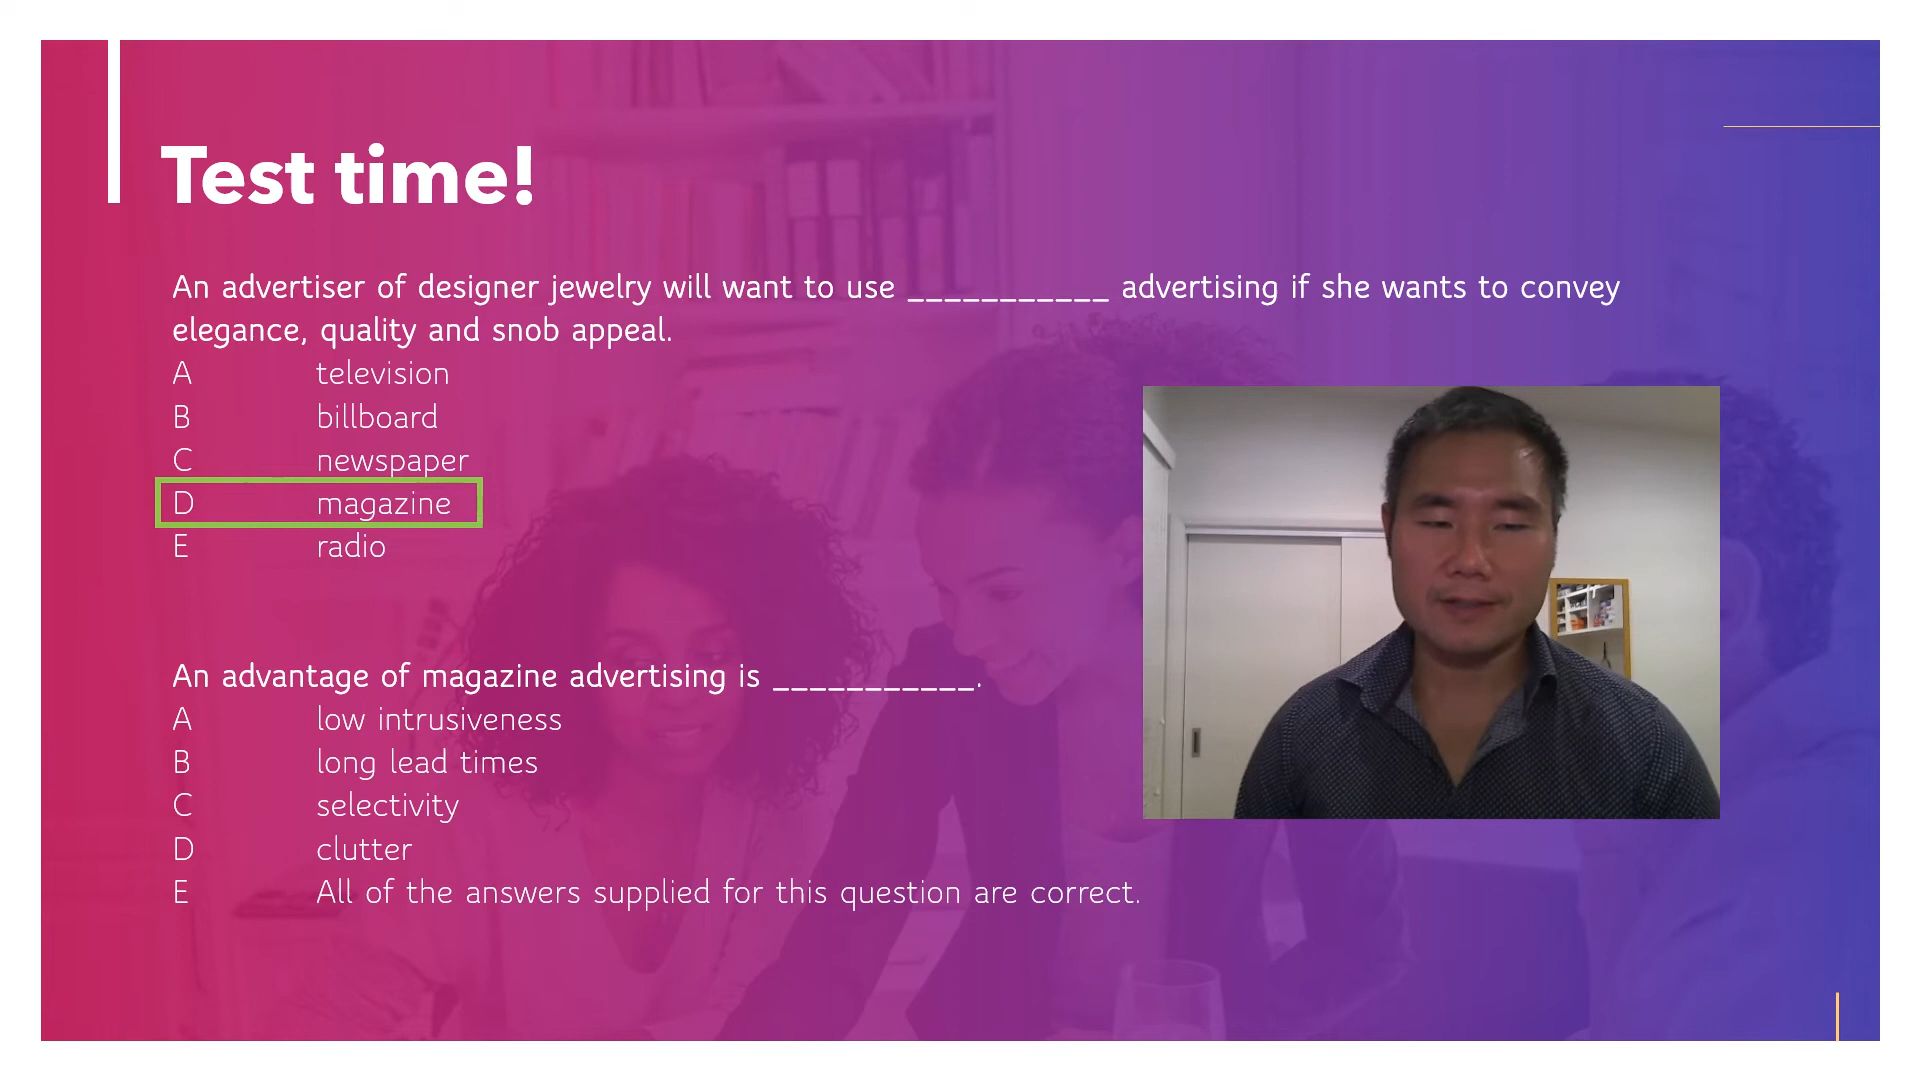 Test time!
An advertiser of designer jewelry will want to use ___________ advertising if she wants to convey
elegance, quality and snob appeal.
A television
B billboard
C newspaper
D magazine
E radio
An advantage of magazine advertising is ___________.
A low intrusiveness
B long lead times
C selectivity
D clutter
E All of the answers supplied for this question are correct.